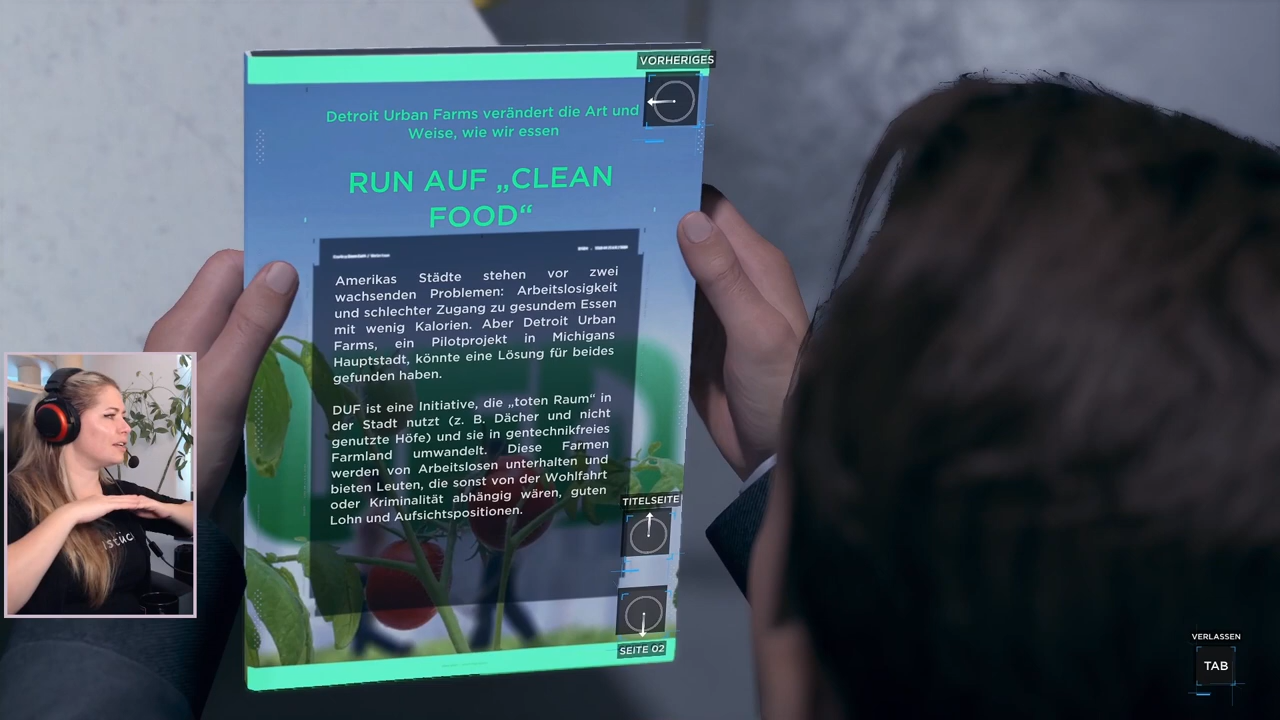 VORHERIGES
Detroit Urban Farms verändert die Art und
Weise, wie wir essen
RUN AUF „CLEAN
FOOD“
Amerikas Städte stehen vor zwei
wachsenden Problemen: Arbeitslosigkeit
und schlechter Zugang zu gesundem Essen
mit wenig Kalorien. Aber Detroit Urban
Farms, ein Pilotprojekt in Michigans
Hauptstadt, könnte eine Lösung für beides
gefunden haben.
DUF ist eine Initiative, die „toten Raum“ in
der Stadt nutzt (z. B. Dächer und nicht
genutzte Höfe) und sie in gentechnikfreies
Farmland umwandelt. Diese Farmen
werden von Arbeitslosen unterhalten und
bieten Leuten, die sonst von der Wohlfahrt
oder Kriminalität abhängig wären, guten
Lohn und Aufsichtspositionen.
TITELSEITE
SEITE 02
VERLASSEN
TAB